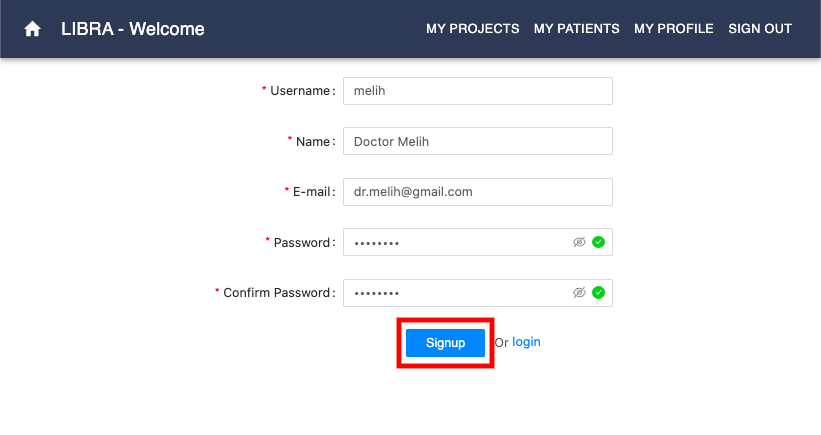 LIBRA - Welcome MY PROJECTS MY PATIENTS MY PROFILE SIGN OUT
* Username: melih
* Name: Doctor Melih
* E-mail: dr.melih@gmail.com
* Password: ••••••••
* Confirm Password: ••••••••
Signup Or login